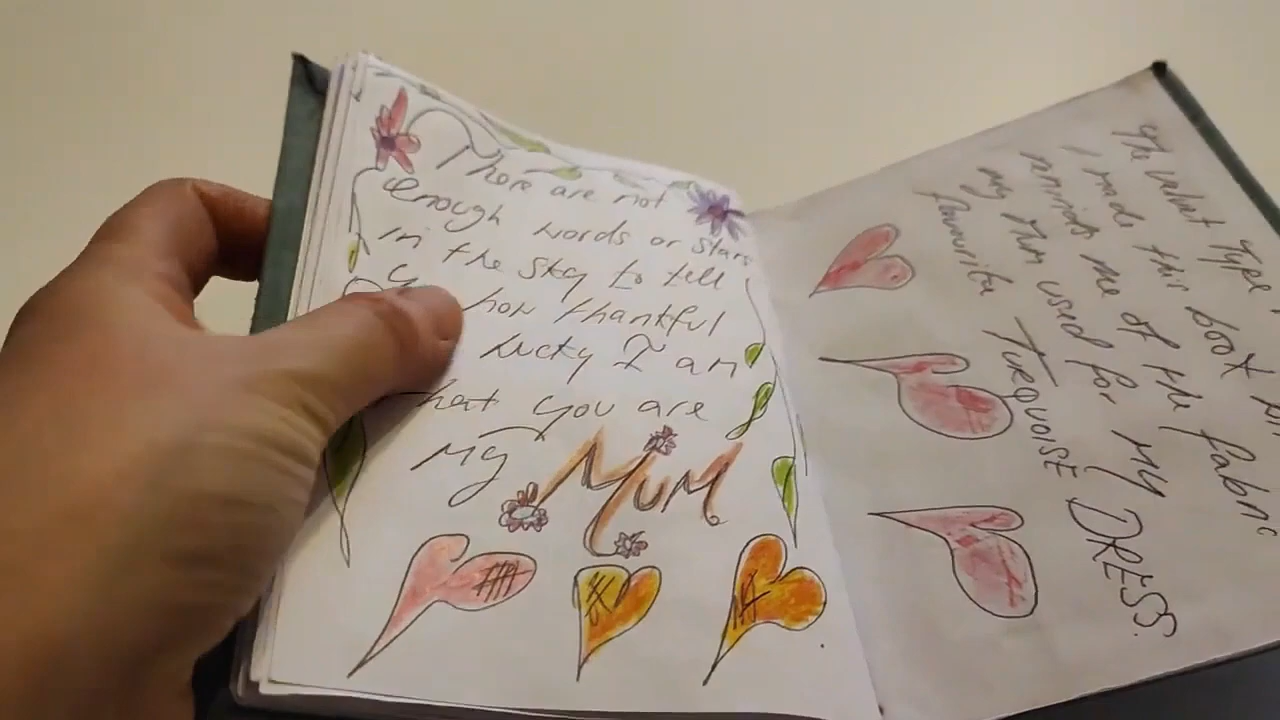 There are not
enough words or stars
in the sky to tell
how thankful
lucky I am
that you are
my MUM
The velvet type
I made this book
reminds me of the fabric
my Mum used for my
favourite TURQUOISE DRESS.